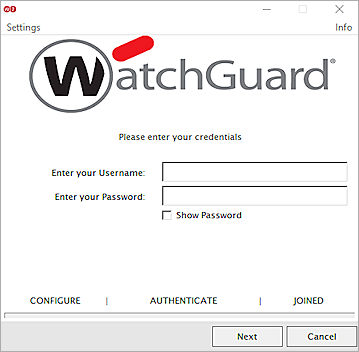 Settings Info
WatchGuard®
Please enter your credentials
Enter your Username:
Enter your Password:
Show Password
CONFIGURE | AUTHENTICATE | JOINED
Next Cancel